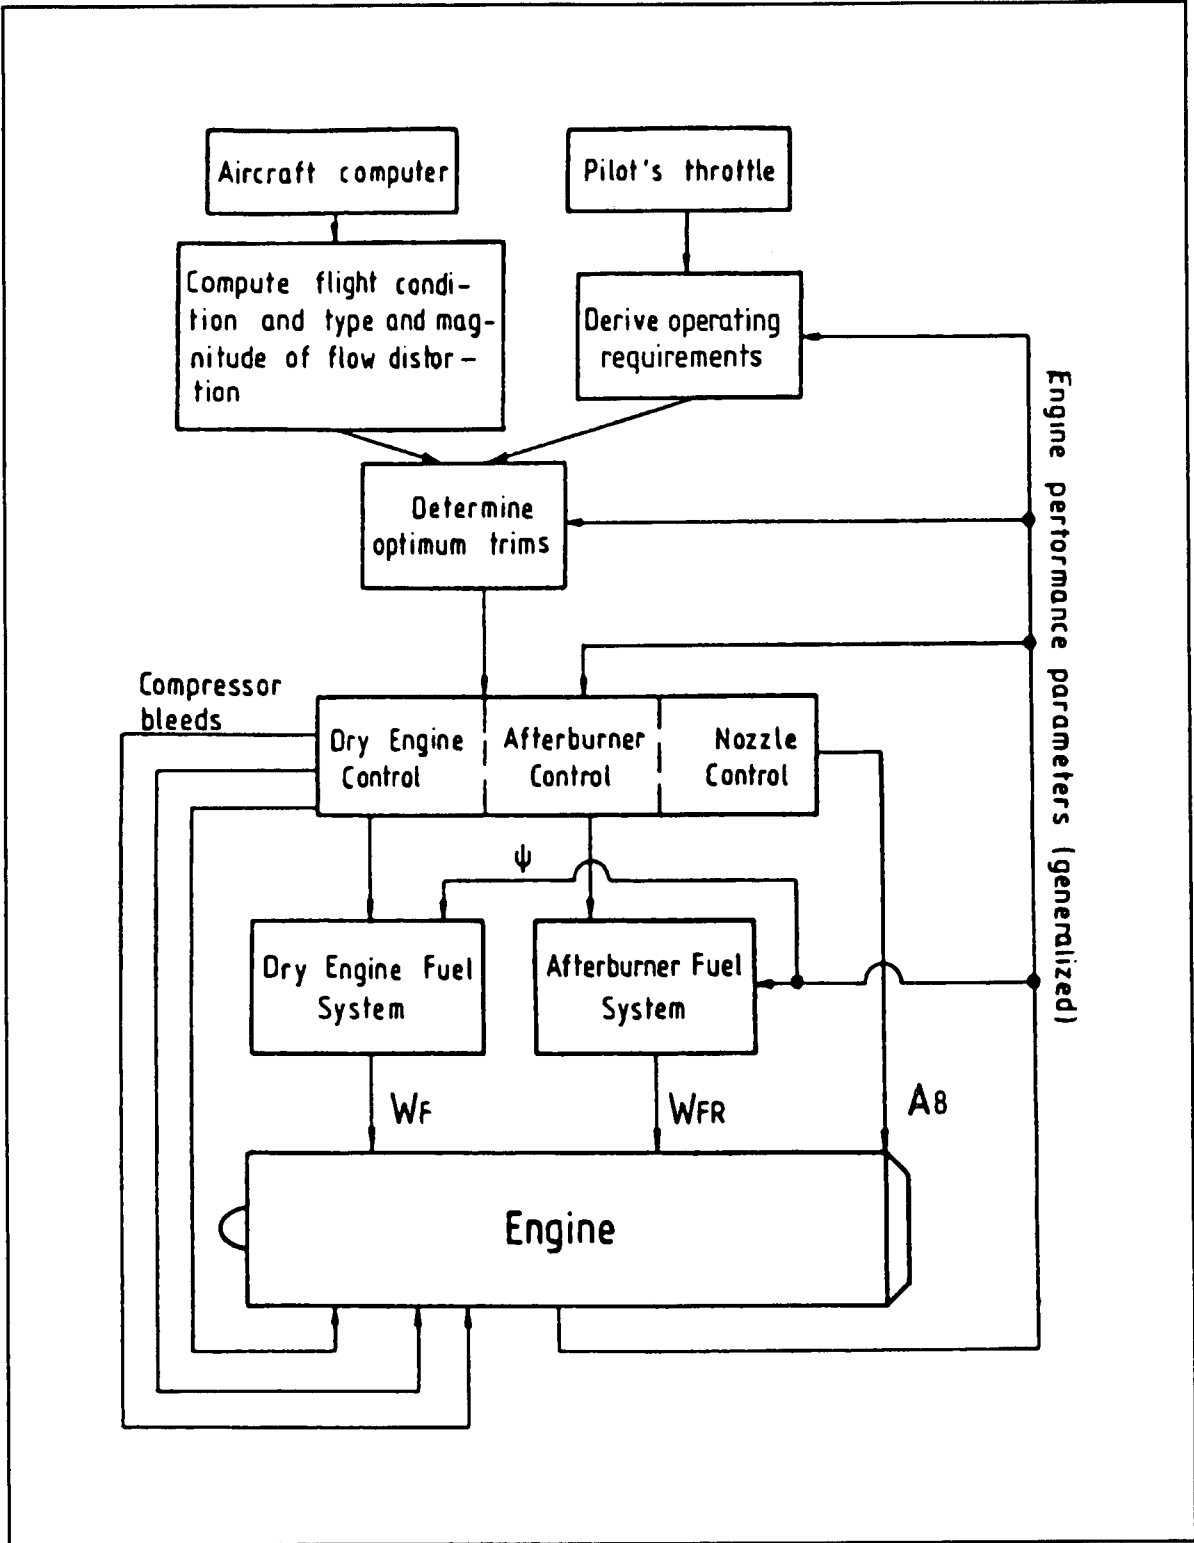 Aircraft computer
Pilot's throttle
Compute flight condi-
tion and type and mag-
nitude of flow distor-
tion
Derive operating
requirements
Determine
optimum trims
Engine performance parameters (generalized)
Compressor
bleeds
Dry Engine
Control
Afterburner
Control
Nozzle
Control
ψ
Dry Engine Fuel
System
Afterburner Fuel
System
WF
WFR
A8
Engine